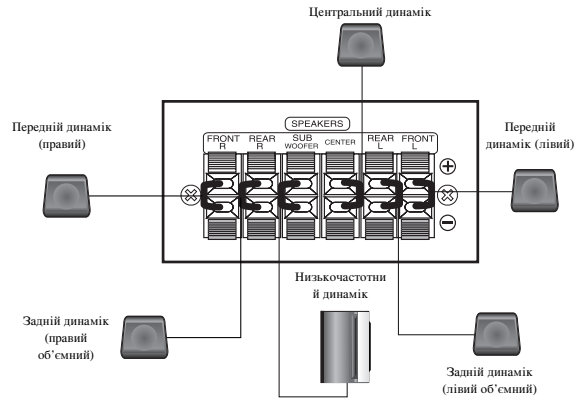 Центральний динамік
SPEAKERS
FRONT R
REAR R
SUB WOOFER
CENTER
REAR L
FRONT L
Передній динамік
(правий)
Передній
динамік (лівий)
+
−
Низькочастотни
й динамік
Задній динамік
(правий
об’ємний)
Задній динамік
(лівий об’ємний)